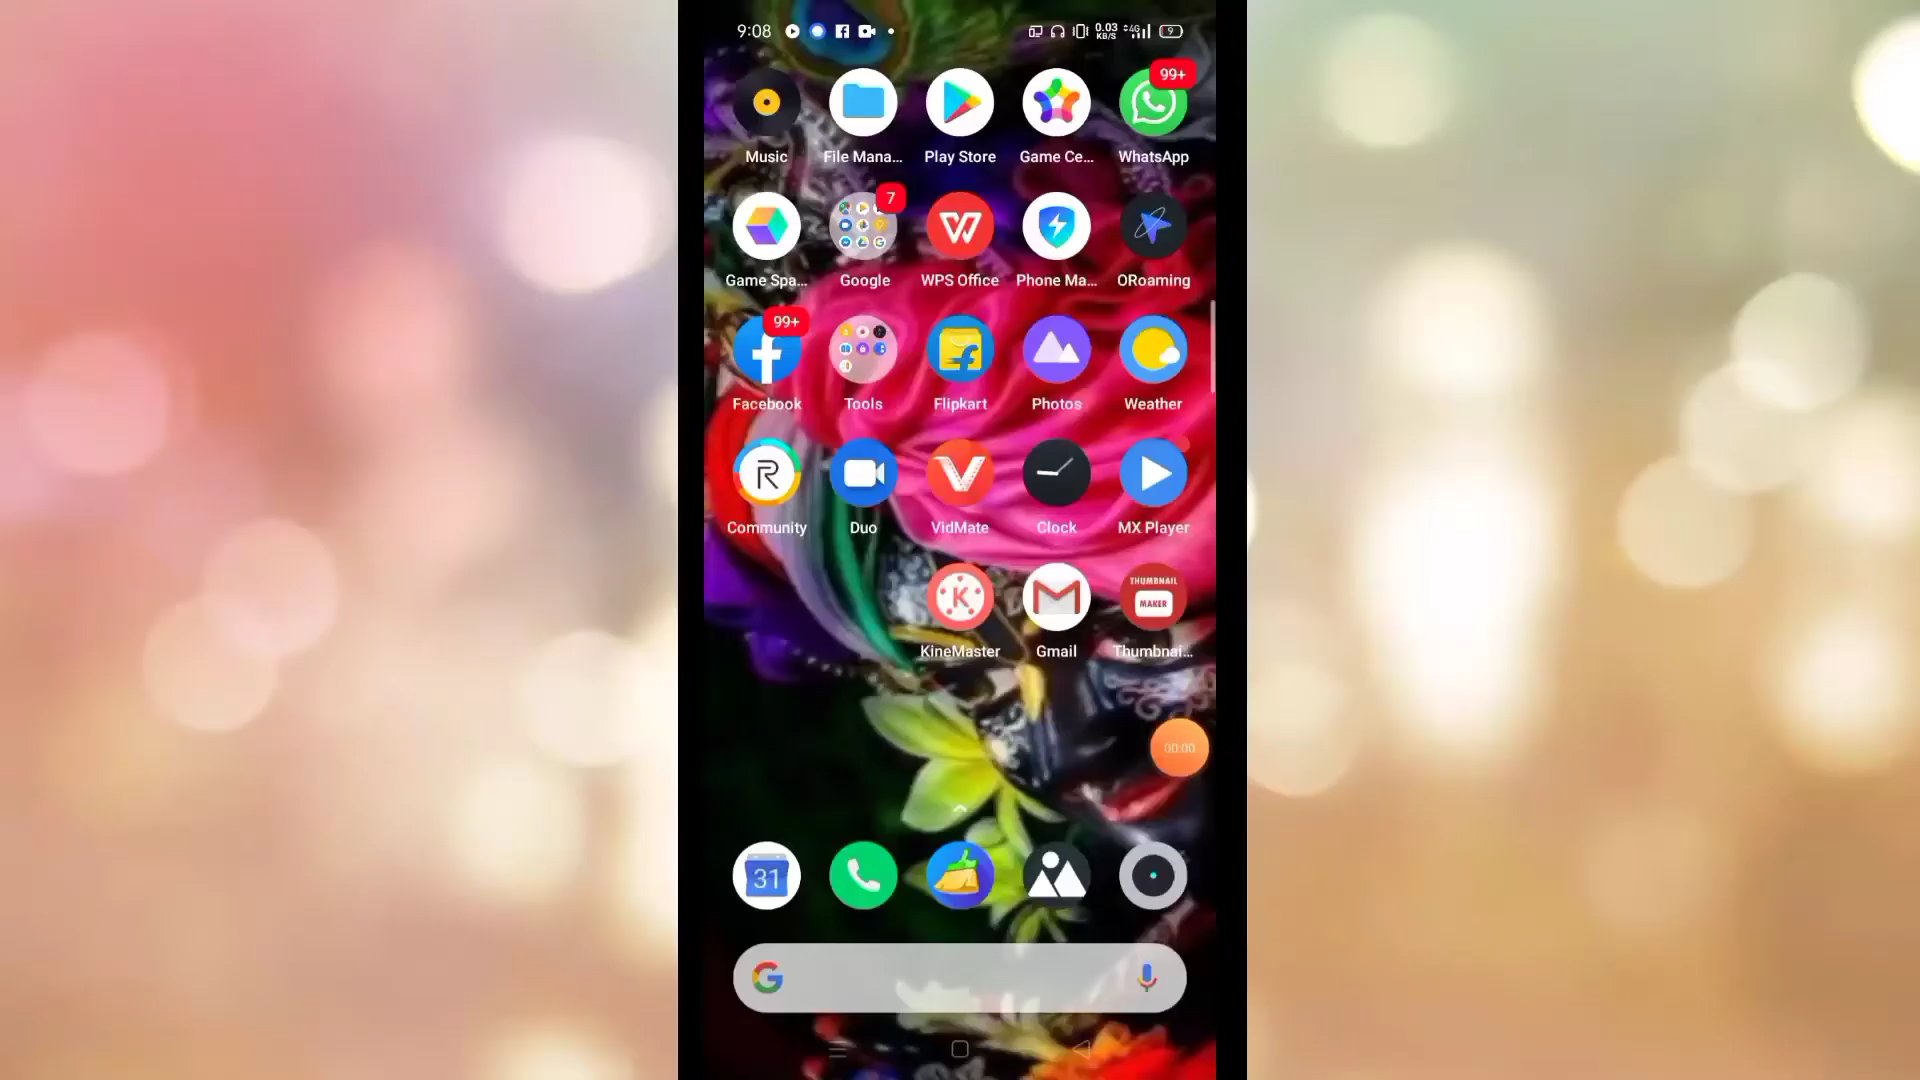 9:08 0.03 KB/S 4G 9
99+
Music File Mana... Play Store Game Ce... WhatsApp
7
Game Spa... Google WPS Office Phone Ma... ORoaming
99+
Facebook Tools Flipkart Photos Weather
Community Duo VidMate Clock MX Player
K THUMBNAIL MAKER
KineMaster Gmail Thumbnai...
00:00
31